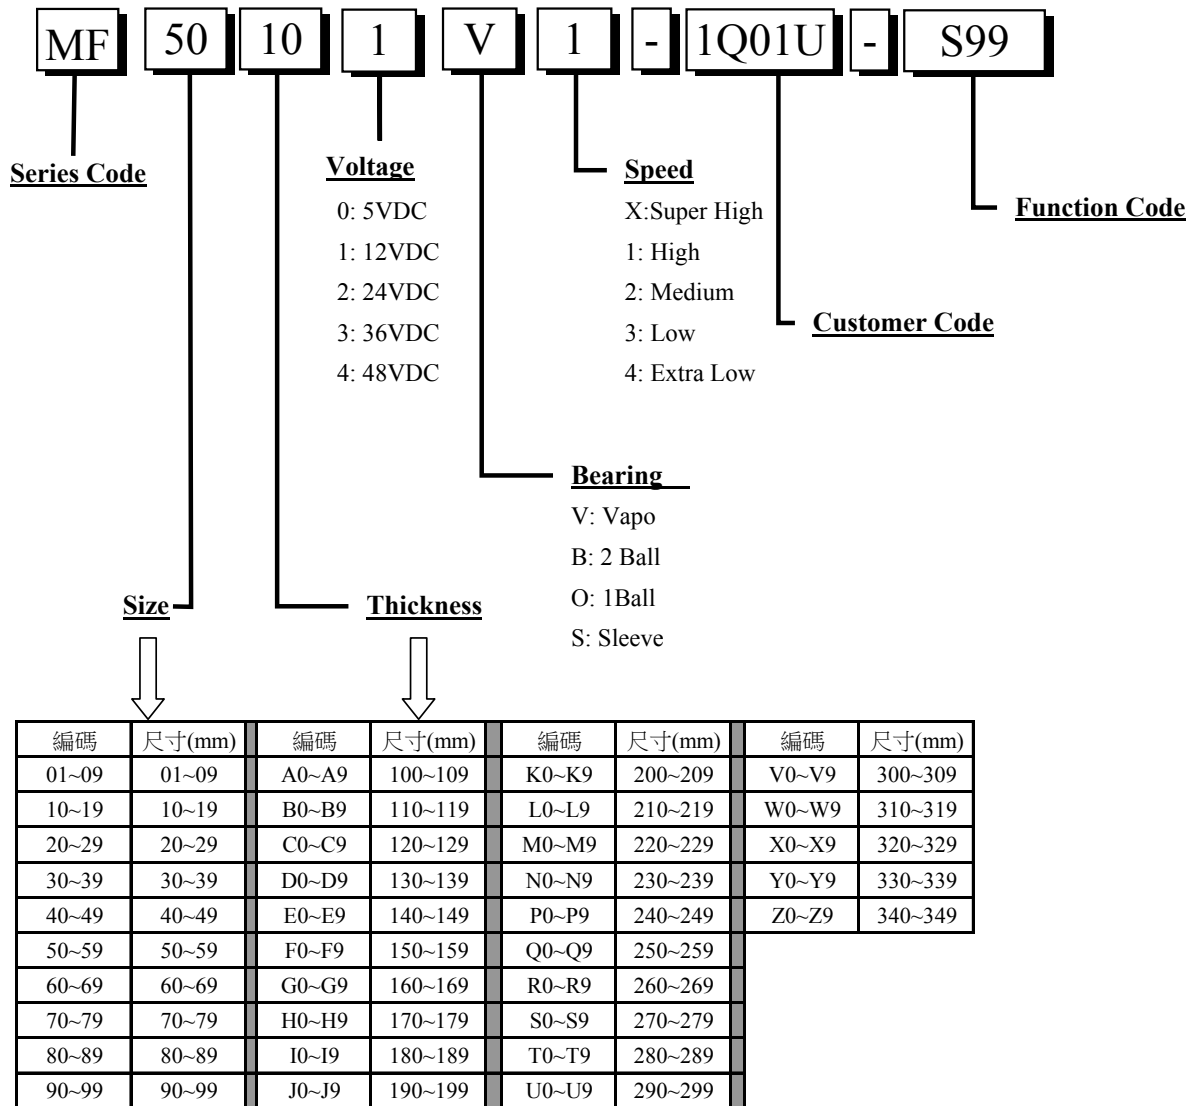 MF 50 10 1 V 1 - 1Q01U - S99
Series Code
Voltage
0: 5VDC
1: 12VDC
2: 24VDC
3: 36VDC
4: 48VDC
Speed
X:Super High
1: High
2: Medium
3: Low
4: Extra Low
Function Code
Customer Code
Bearing
V: Vapo
B: 2 Ball
O: 1Ball
S: Sleeve
Size
Thickness
編碼 尺寸(mm) 編碼 尺寸(mm) 編碼 尺寸(mm) 編碼 尺寸(mm)
01~09 01~09 A0~A9 100~109 K0~K9 200~209 V0~V9 300~309
10~19 10~19 B0~B9 110~119 L0~L9 210~219 W0~W9 310~319
20~29 20~29 C0~C9 120~129 M0~M9 220~229 X0~X9 320~329
30~39 30~39 D0~D9 130~139 N0~N9 230~239 Y0~Y9 330~339
40~49 40~49 E0~E9 140~149 P0~P9 240~249 Z0~Z9 340~349
50~59 50~59 F0~F9 150~159 Q0~Q9 250~259
60~69 60~69 G0~G9 160~169 R0~R9 260~269
70~79 70~79 H0~H9 170~179 S0~S9 270~279
80~89 80~89 I0~I9 180~189 T0~T9 280~289
90~99 90~99 J0~J9 190~199 U0~U9 290~299